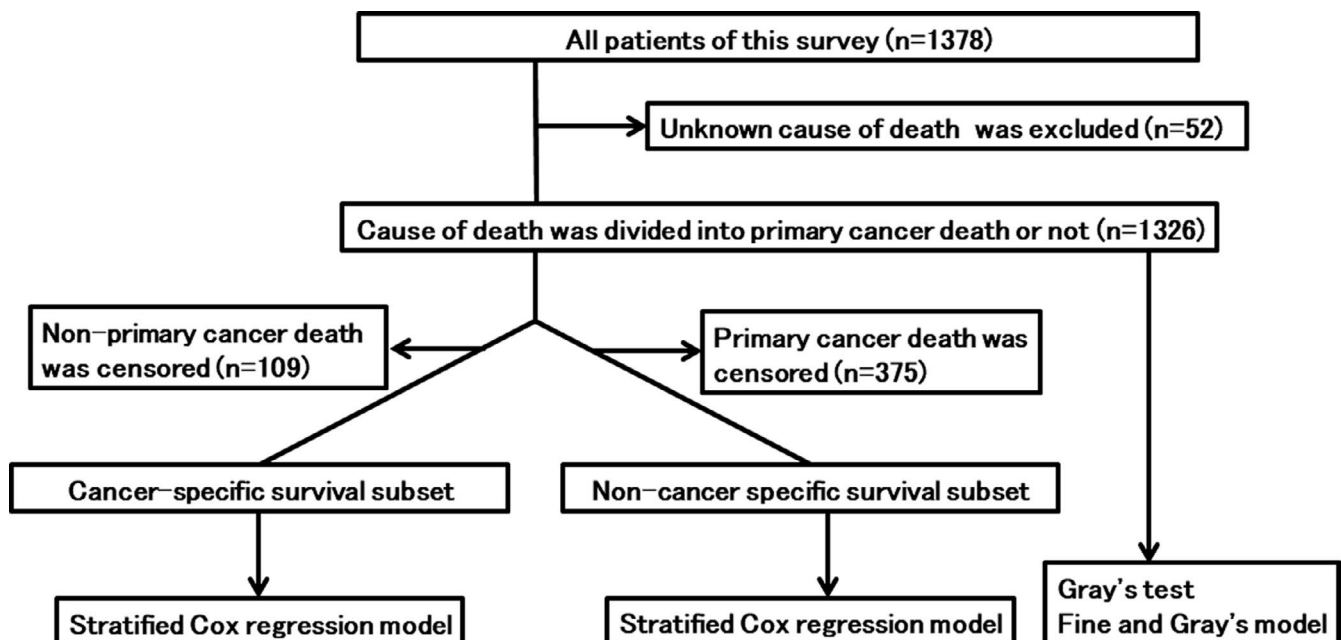 All patients of this survey (n=1378)
Unknown cause of death was excluded (n=52)
Cause of death was divided into primary cancer death or not (n=1326)
Non-primary cancer death
was censored (n=109)
Primary cancer death was
censored (n=375)
Cancer-specific survival subset
Non-cancer specific survival subset
Stratified Cox regression model
Stratified Cox regression model
Gray's test
Fine and Gray's model